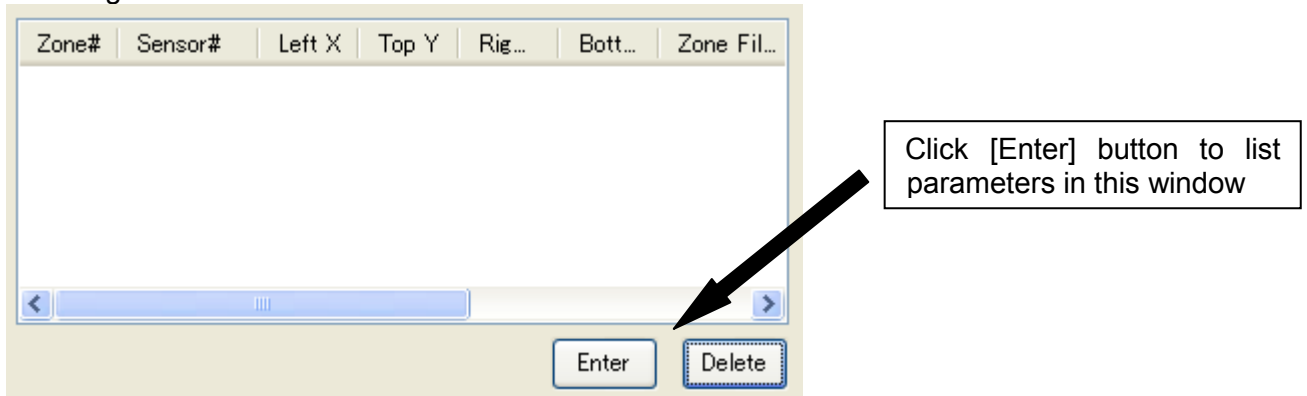 Zone# Sensor# Left X Top Y Rig... Bott... Zone Fil...
Click [Enter] button to list
parameters in this window
Enter Delete